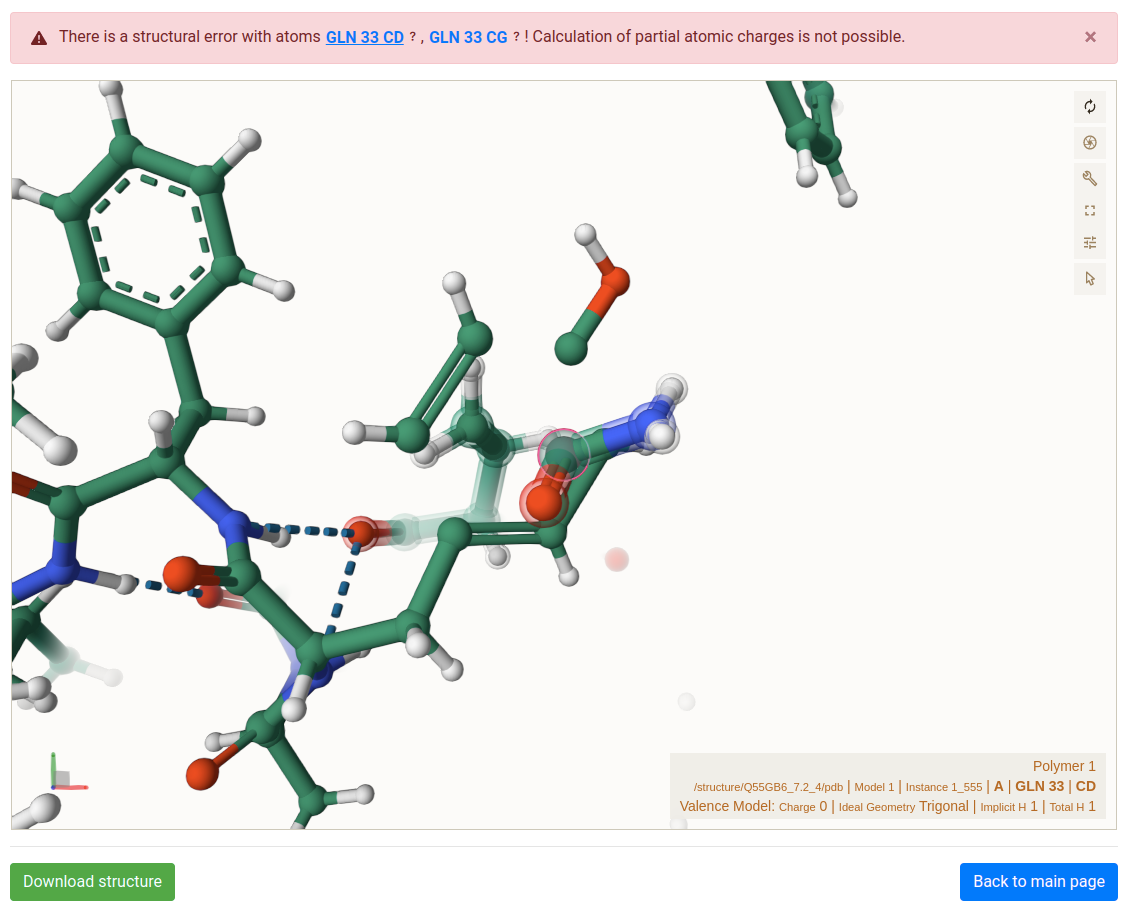 There is a structural error with atoms GLN 33 CD ? , GLN 33 CG ? ! Calculation of partial atomic charges is not possible. ×
Polymer 1
/structure/Q55GB6_7.2_4/pdb | Model 1 | Instance 1_555 | A | GLN 33 | CD
Valence Model: Charge 0 | Ideal Geometry Trigonal | Implicit H 1 | Total H 1
Download structure
Back to main page